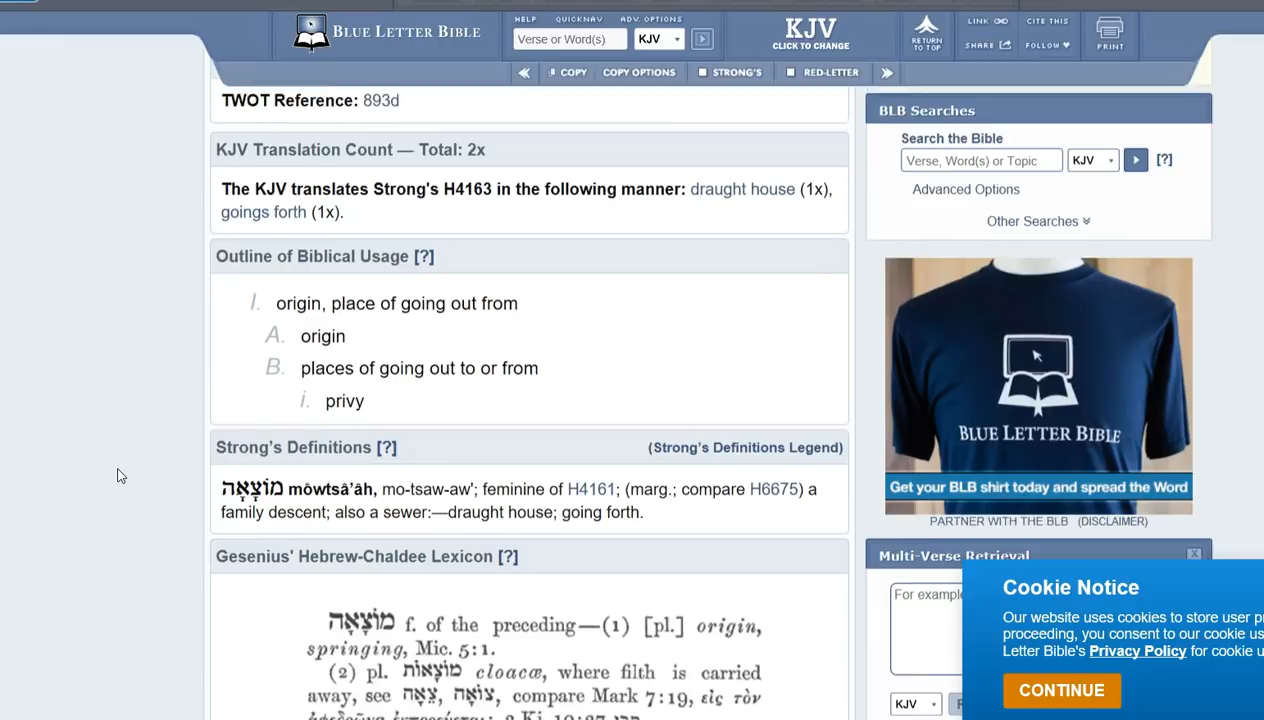 BLUE LETTER BIBLE
HELP QUICKNAV ADV. OPTIONS
Verse or Word(s) KJV
KJV
CLICK TO CHANGE
RETURN
TO TOP
LINK CITE THIS
SHARE FOLLOW
PRINT
COPY COPY OPTIONS STRONG'S RED-LETTER
TWOT Reference: 893d
KJV Translation Count — Total: 2x
The KJV translates Strong's H4163 in the following manner: draught house (1x),
goings forth (1x).
Outline of Biblical Usage [?]
I. origin, place of going out from
A. origin
B. places of going out to or from
i. privy
Strong's Definitions [?] (Strong's Definitions Legend)
מוֹצָאָה môwtsâʼâh, mo-tsaw-aw'; feminine of H4161; (marg.; compare H6675) a
family descent; also a sewer:—draught house; going forth.
Gesenius' Hebrew-Chaldee Lexicon [?]
מוֹצָאָה f. of the preceding—(1) [pl.] origin,
springing, Mic. 5:1.
(2) pl. מוֹצָאוֹת cloacæ, where filth is carried
away, see צוֹאָה, צֵאָה, compare Mark 7:19, εἰς τὸν
BLB Searches
Search the Bible
Verse, Word(s) or Topic KJV [?]
Advanced Options
Other Searches
BLUE LETTER BIBLE
Get your BLB shirt today and spread the Word
PARTNER WITH THE BLB (DISCLAIMER)
Multi-Verse Retrieval X
For example
KJV
Cookie Notice
Our website uses cookies to store user
proceeding, you consent to our cookie
Letter Bible's Privacy Policy for cookie
CONTINUE